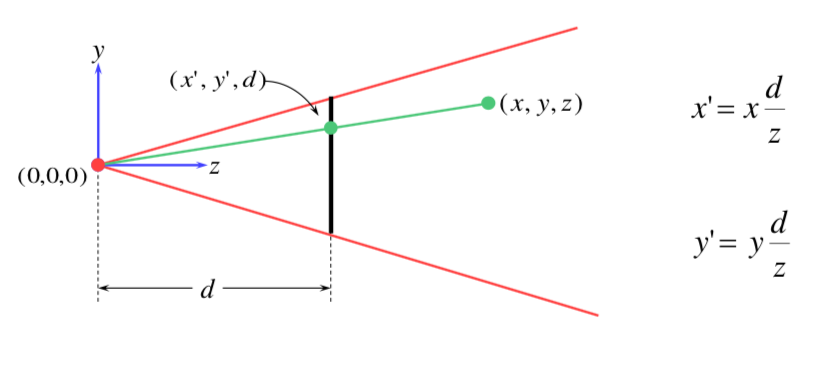 y
(x', y', d)
(x, y, z)
x' = x d/z
(0,0,0)
z
y' = y d/z
d